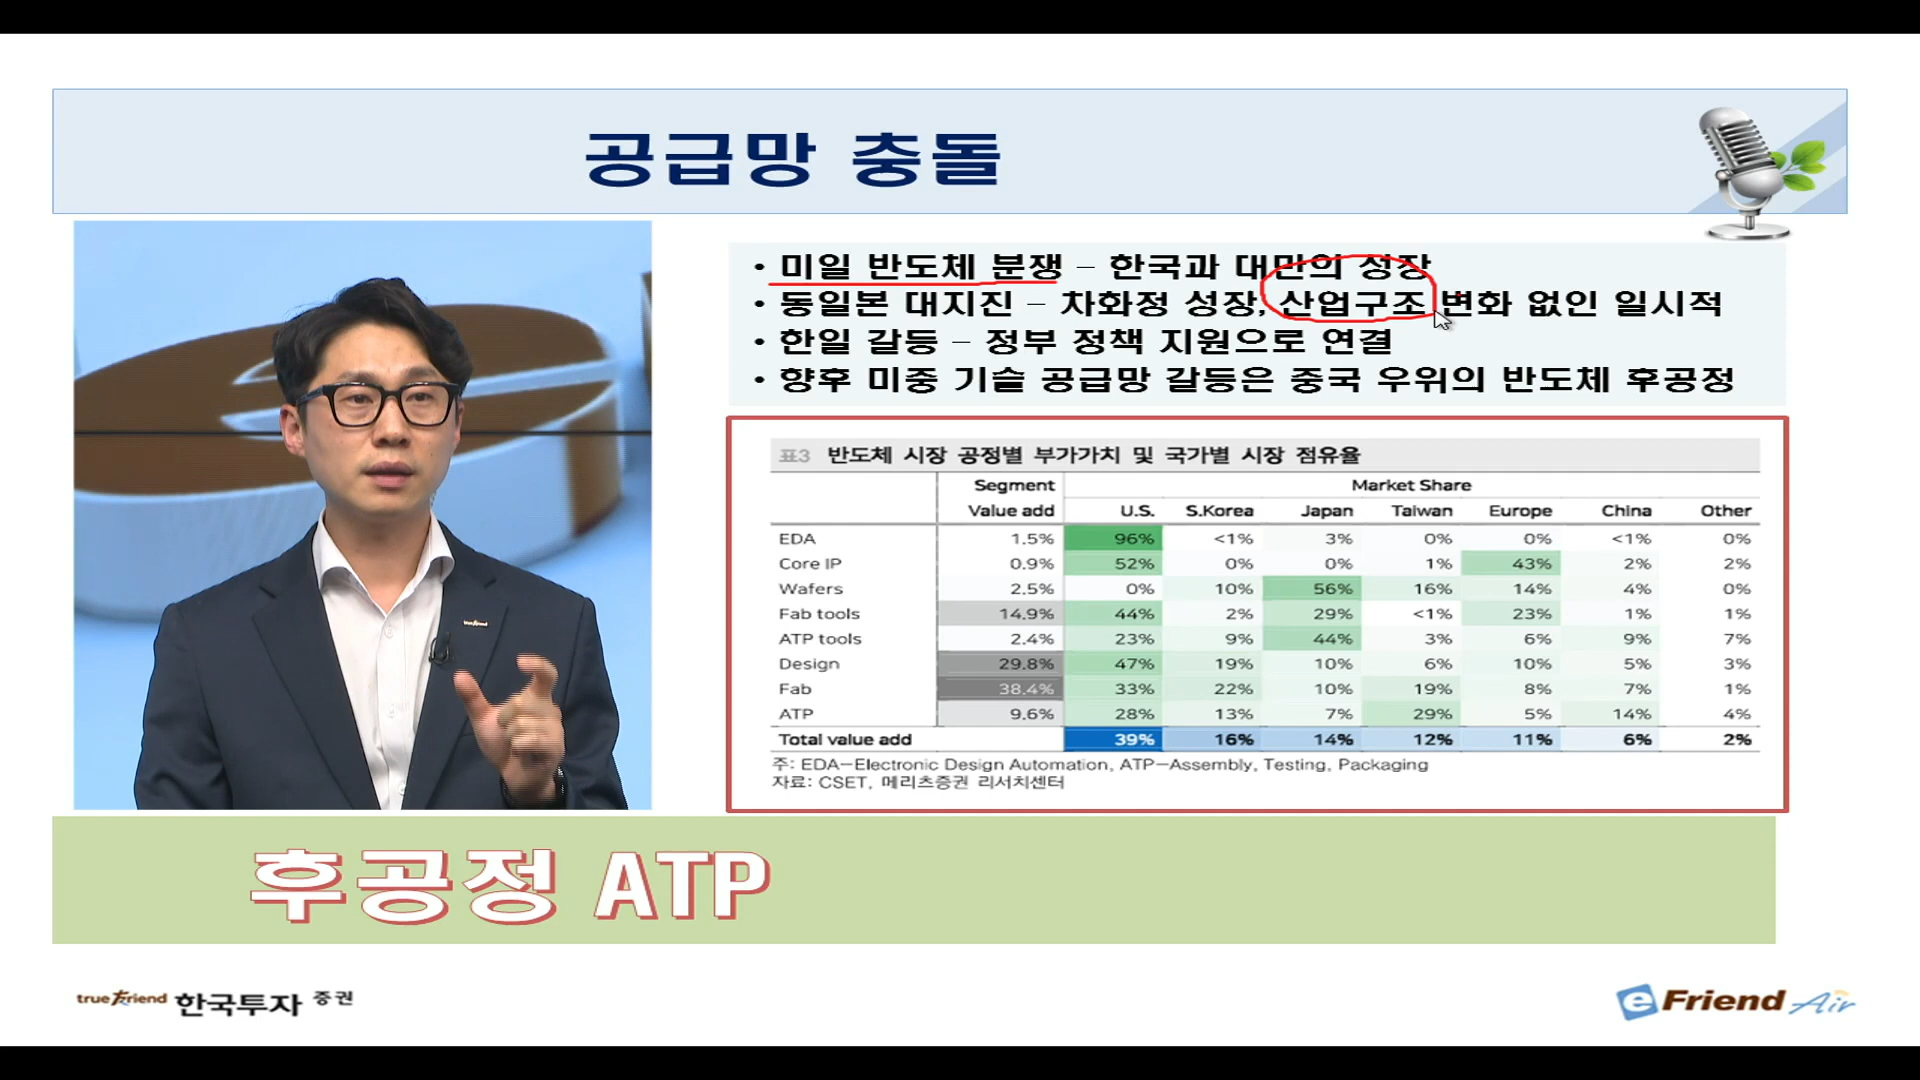 공급망 충돌
• 미일 반도체 분쟁 – 한국과 대만의 성장
• 동일본 대지진 – 차화정 성장, 산업구조 변화 없인 일시적
• 한일 갈등 – 정부 정책 지원으로 연결
• 향후 미중 기술 공급망 갈등은 중국 우위의 반도체 후공정
표3 반도체 시장 공정별 부가가치 및 국가별 시장 점유율
Segment Market Share
Value add U.S. S.Korea Japan Taiwan Europe China Other
EDA 1.5% 96% <1% 3% 0% 0% <1% 0%
Core IP 0.9% 52% 0% 0% 1% 43% 2% 2%
Wafers 2.5% 0% 10% 56% 16% 14% 4% 0%
Fab tools 14.9% 44% 2% 29% <1% 23% 1% 1%
ATP tools 2.4% 23% 9% 44% 3% 6% 9% 7%
Design 29.8% 47% 19% 10% 6% 10% 5% 3%
Fab 38.4% 33% 22% 10% 19% 8% 7% 1%
ATP 9.6% 28% 13% 7% 29% 5% 14% 4%
Total value add 39% 16% 14% 12% 11% 6% 2%
주: EDA-Electronic Design Automation, ATP-Assembly, Testing, Packaging
자료: CSET, 메리츠증권 리서치센터
후공정 ATP
true友riend 한국투자 증권
eFriend Air